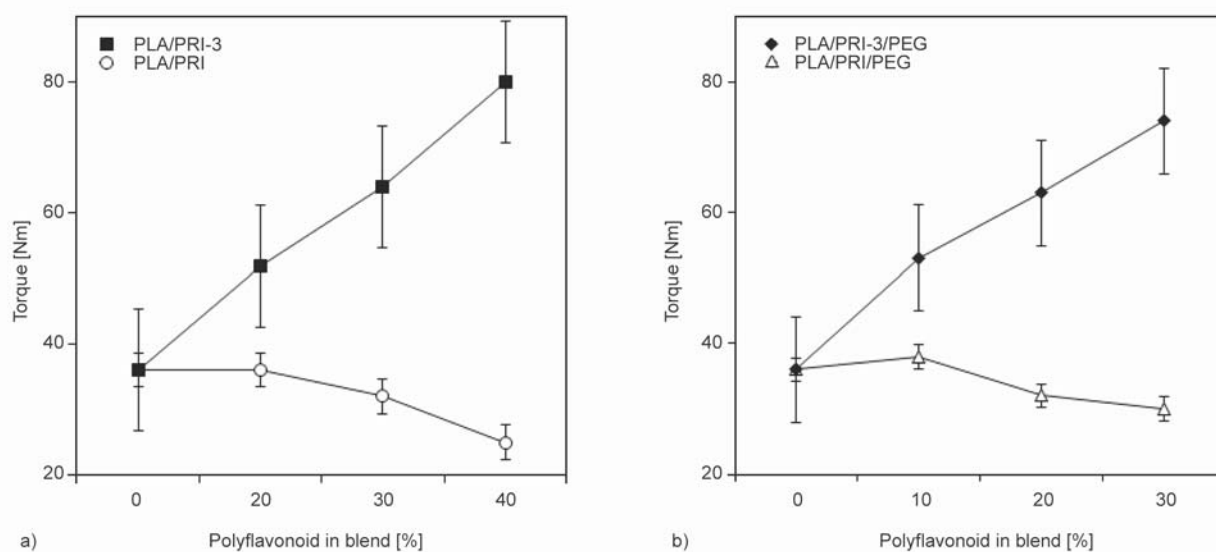 PLA/PRI-3
PLA/PRI
80
60
40
20
Torque [Nm]
0 20 30 40
a) Polyflavonoid in blend [%]
PLA/PRI-3/PEG
PLA/PRI/PEG
80
60
40
20
Torque [Nm]
0 10 20 30
b) Polyflavonoid in blend [%]